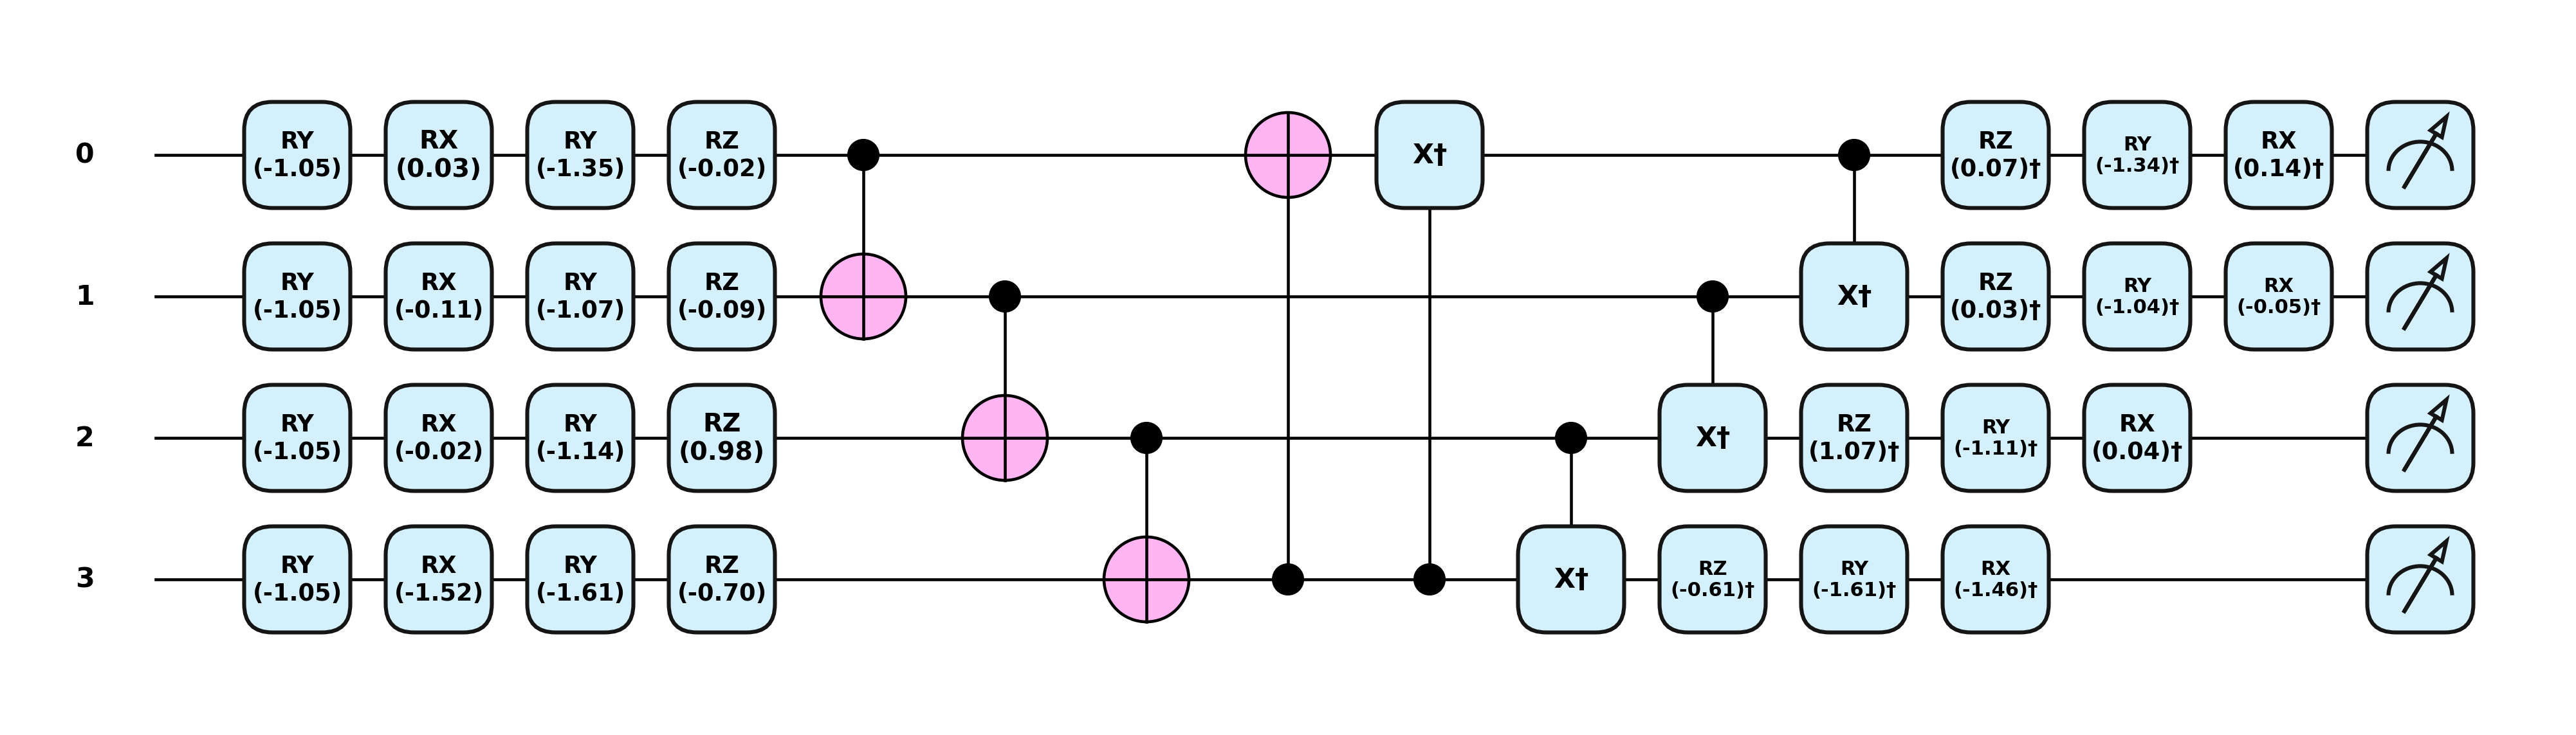 0 RY RX RY RZ X† RZ RY RX
(-1.05) (0.03) (-1.35) (-0.02) (0.07)† (-1.34)† (0.14)†
1 RY RX RY RZ X† RZ RY RX
(-1.05) (-0.11) (-1.07) (-0.09) (0.03)† (-1.04)† (-0.05)†
2 RY RX RY RZ X† RZ RY RX
(-1.05) (-0.02) (-1.14) (0.98) (1.07)† (-1.11)† (0.04)†
3 RY RX RY RZ X† RZ RY RX
(-1.05) (-1.52) (-1.61) (-0.70) (-0.61)† (-1.61)† (-1.46)†